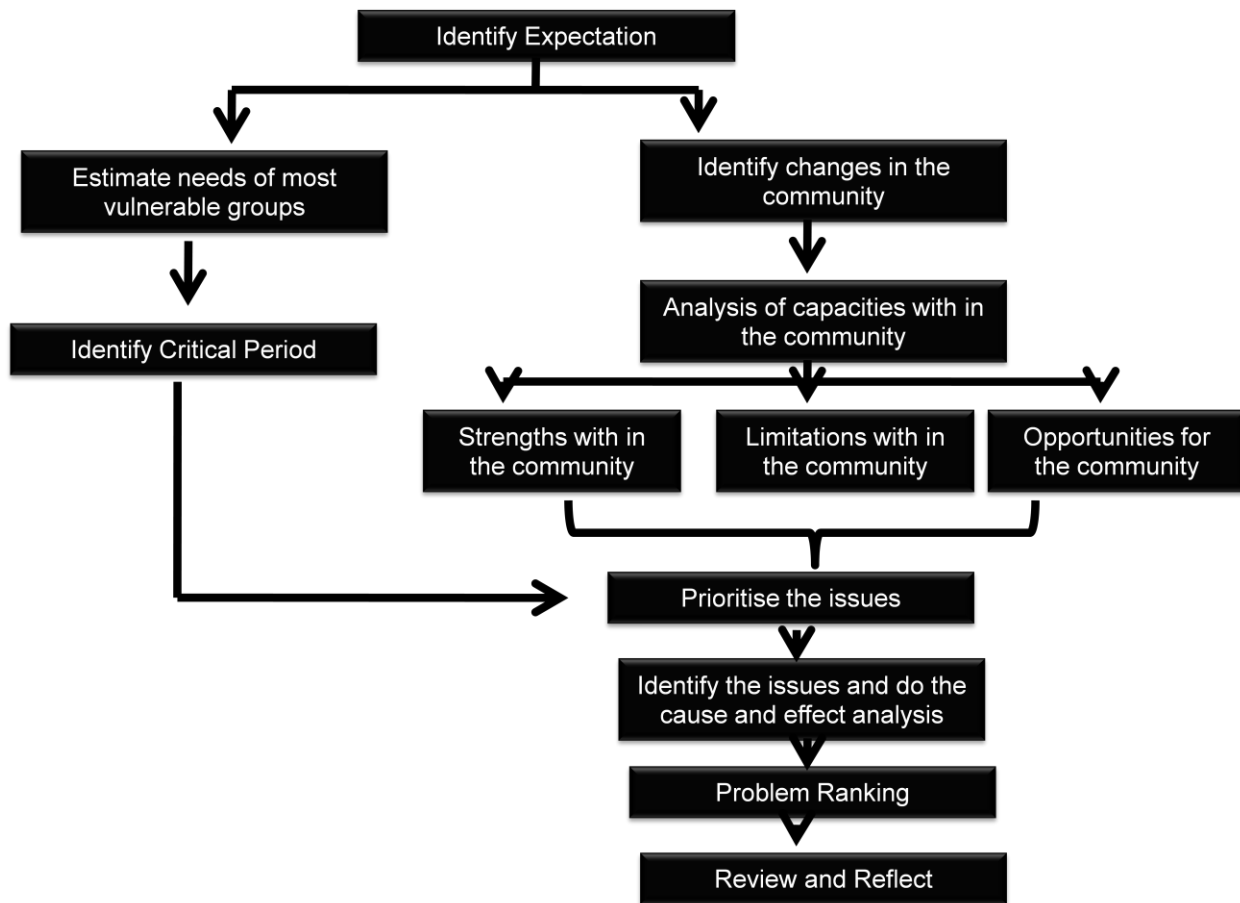 Identify Expectation
Estimate needs of most
vulnerable groups
Identify changes in the
community
Analysis of capacities with in
the community
Identify Critical Period
Strengths with in
the community
Limitations with in
the community
Opportunities for
the community
Prioritise the issues
Identify the issues and do the
cause and effect analysis
Problem Ranking
Review and Reflect